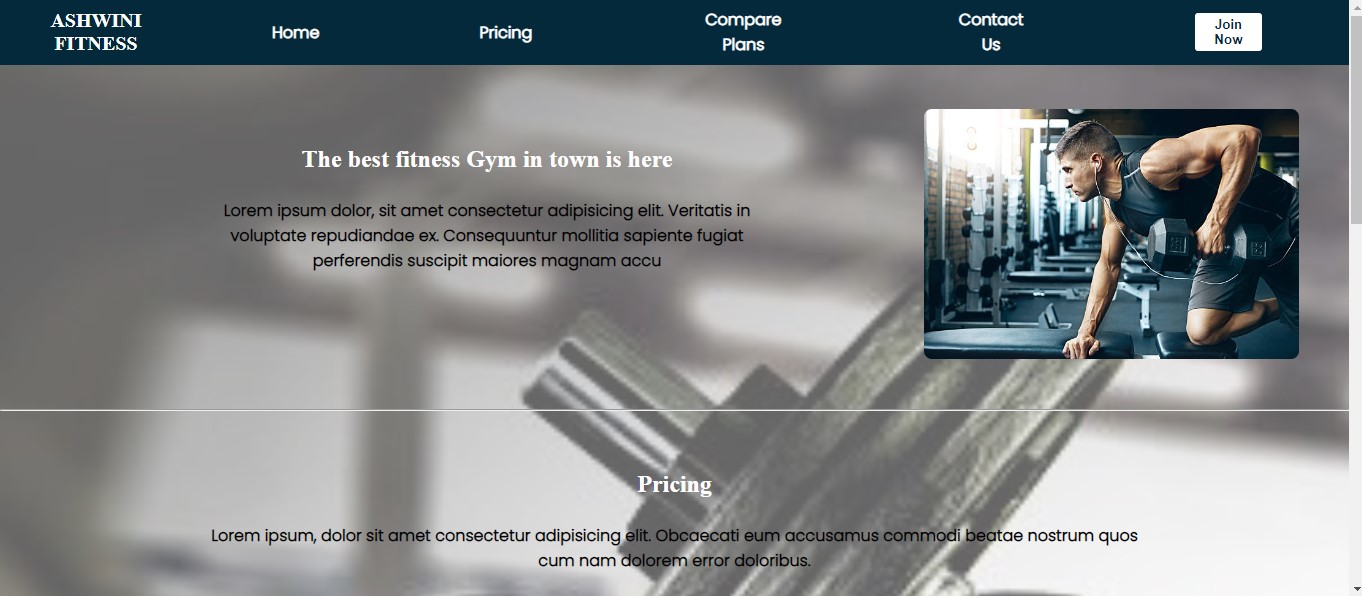 ASHWINI
FITNESS
Home
Pricing
Compare
Plans
Contact
Us
Join
Now
The best fitness Gym in town is here
Lorem ipsum dolor, sit amet consectetur adipisicing elit. Veritatis in
voluptate repudiandae ex. Consequuntur mollitia sapiente fugiat
perferendis suscipit maiores magnam accu
Pricing
Lorem ipsum, dolor sit amet consectetur adipisicing elit. Obcaecati eum accusamus commodi beatae nostrum quos
cum nam dolorem error doloribus.